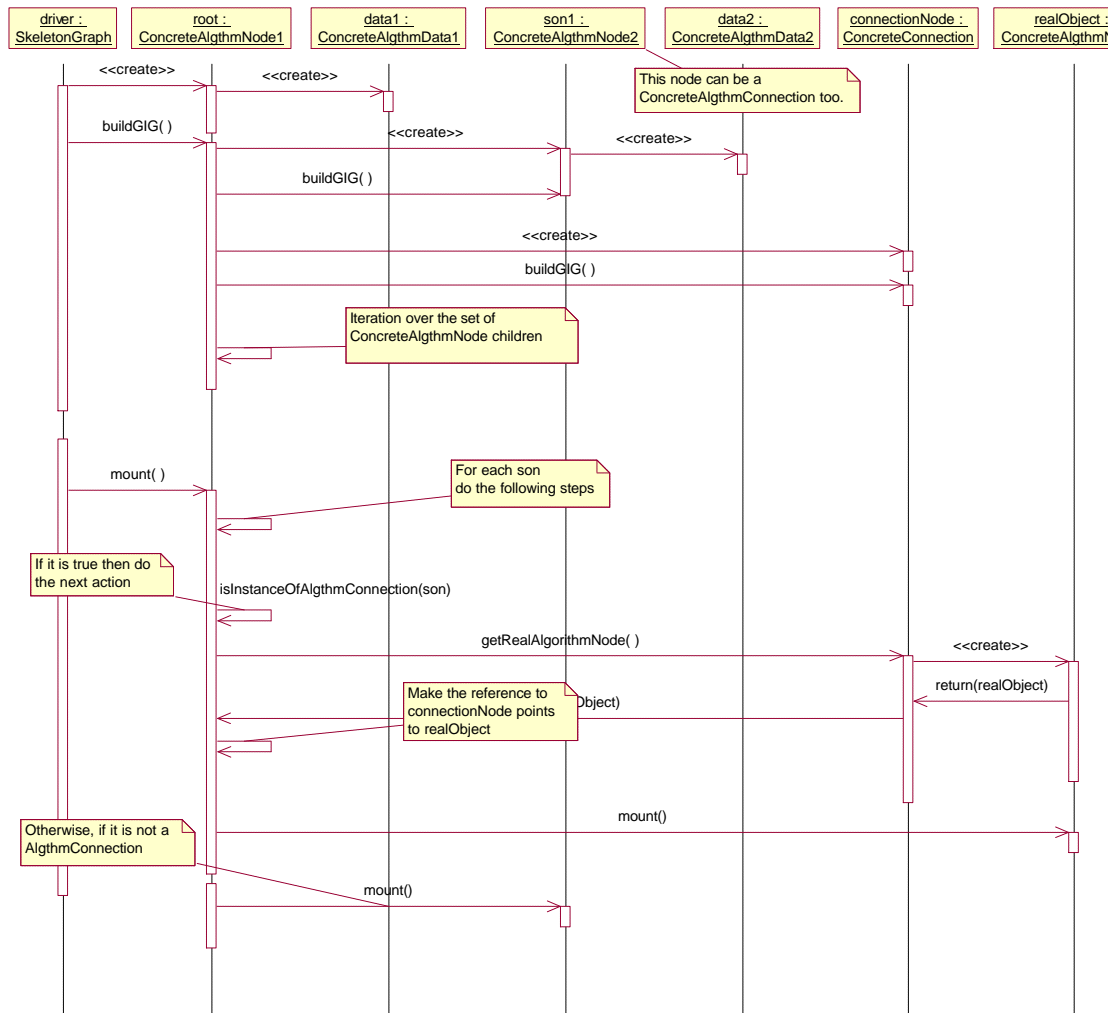 driver :
SkeletonGraph
root :
ConcreteAlgthmNode1
data1 :
ConcreteAlgthmData1
son1 :
ConcreteAlgthmNode2
data2 :
ConcreteAlgthmData2
connectionNode :
ConcreteConnection
realObject :
<<create>>
<<create>>
This node can be a
ConcreteAlgthmConnection too.
buildGIG( )
<<create>>
<<create>>
buildGIG( )
<<create>>
buildGIG( )
Iteration over the set of
ConcreteAlgthmNode children
mount( )
For each son
do the following steps
If it is true then do
the next action
isInstanceOfAlgthmConnection(son)
getRealAlgorithmNode( )
<<create>>
return(realObject)
Make the reference to
connectionNode points
to realObject
Otherwise, if it is not a
AlgthmConnection
mount()
mount()